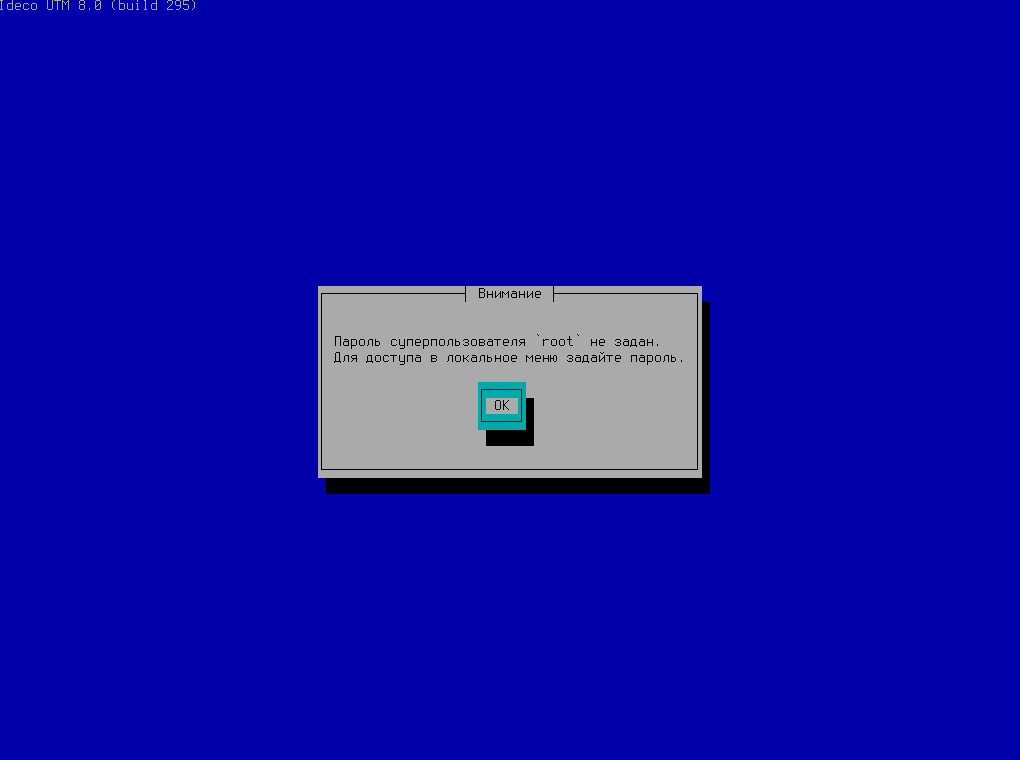 Ideco UTM 8.0 (build 295)
Внимание
Пароль суперпользователя `root` не задан.
Для доступа в локальное меню задайте пароль.
OK